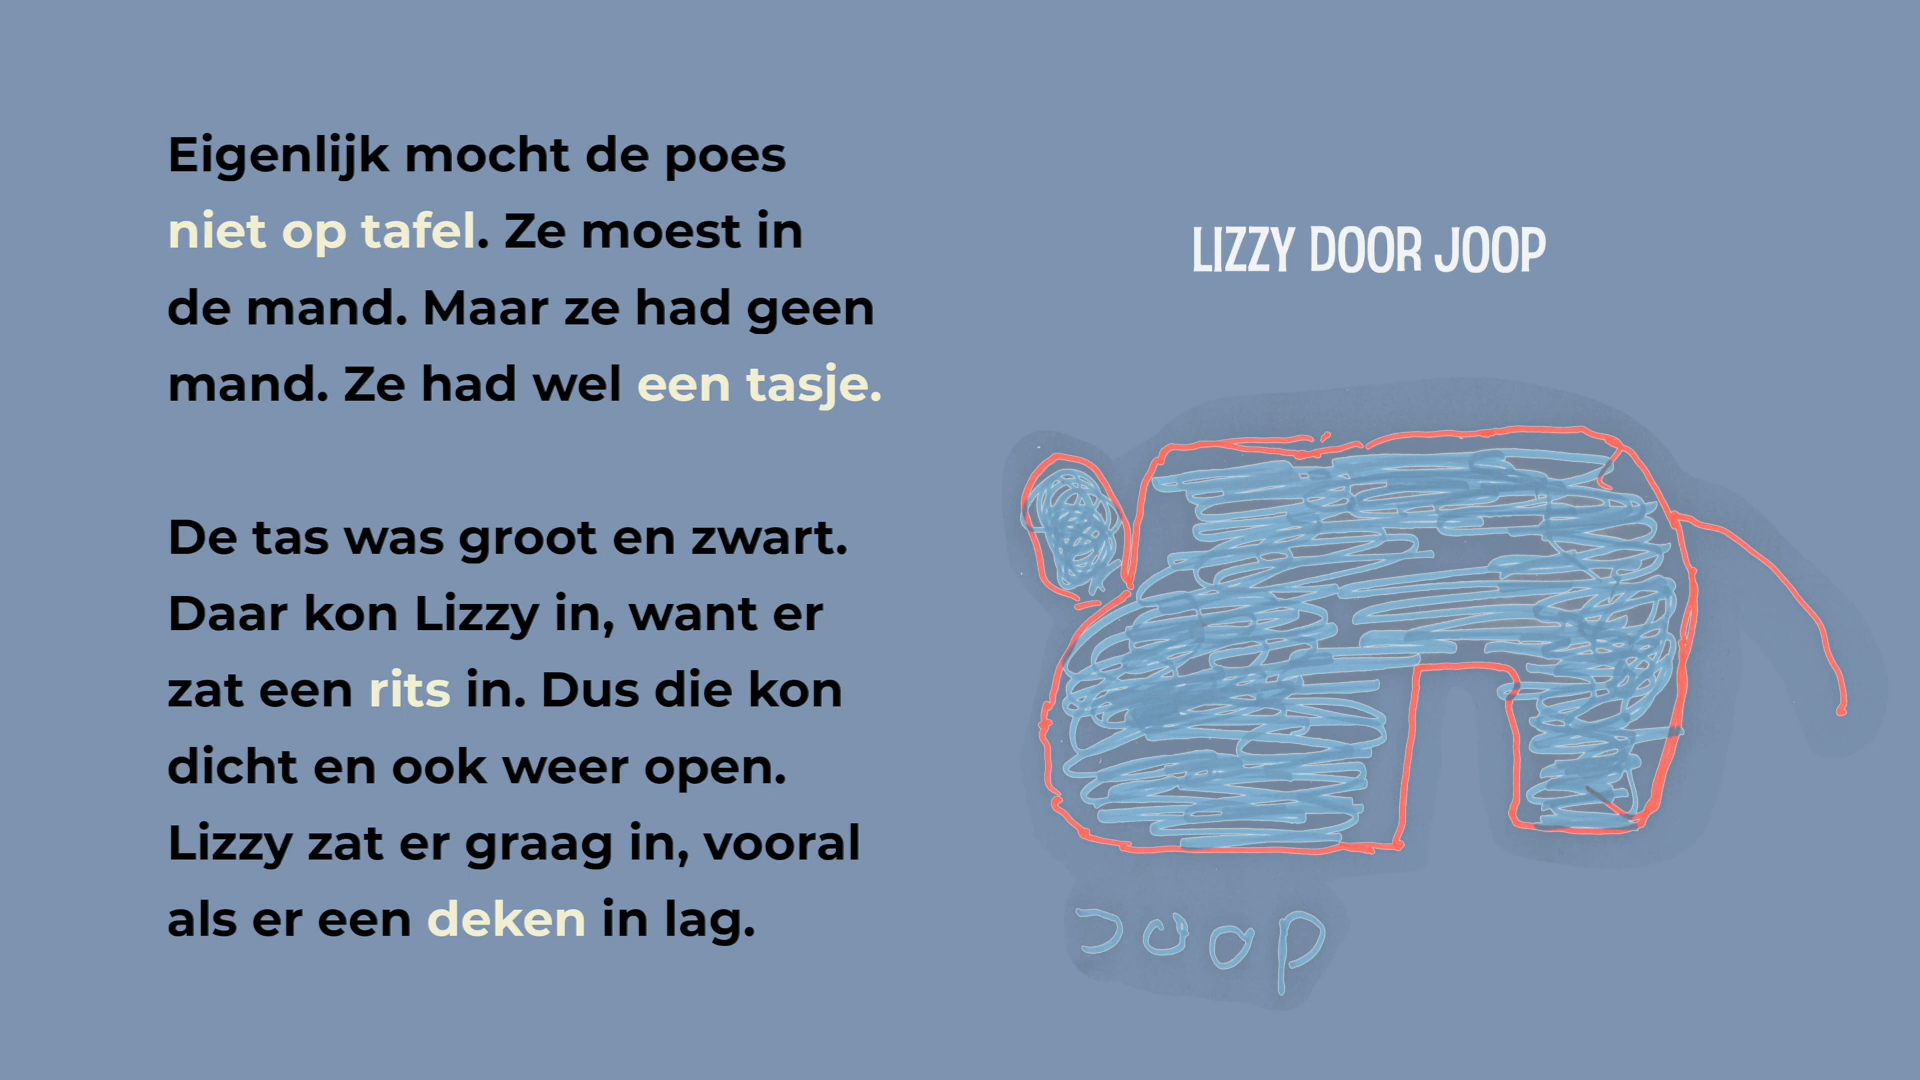 Eigenlijk mocht de poes
niet op tafel. Ze moest in
de mand. Maar ze had geen
mand. Ze had wel een tasje.
De tas was groot en zwart.
Daar kon Lizzy in, want er
zat een rits in. Dus die kon
dicht en ook weer open.
Lizzy zat er graag in, vooral
als er een deken in lag.
LIZZY DOOR JOOP
JOOP